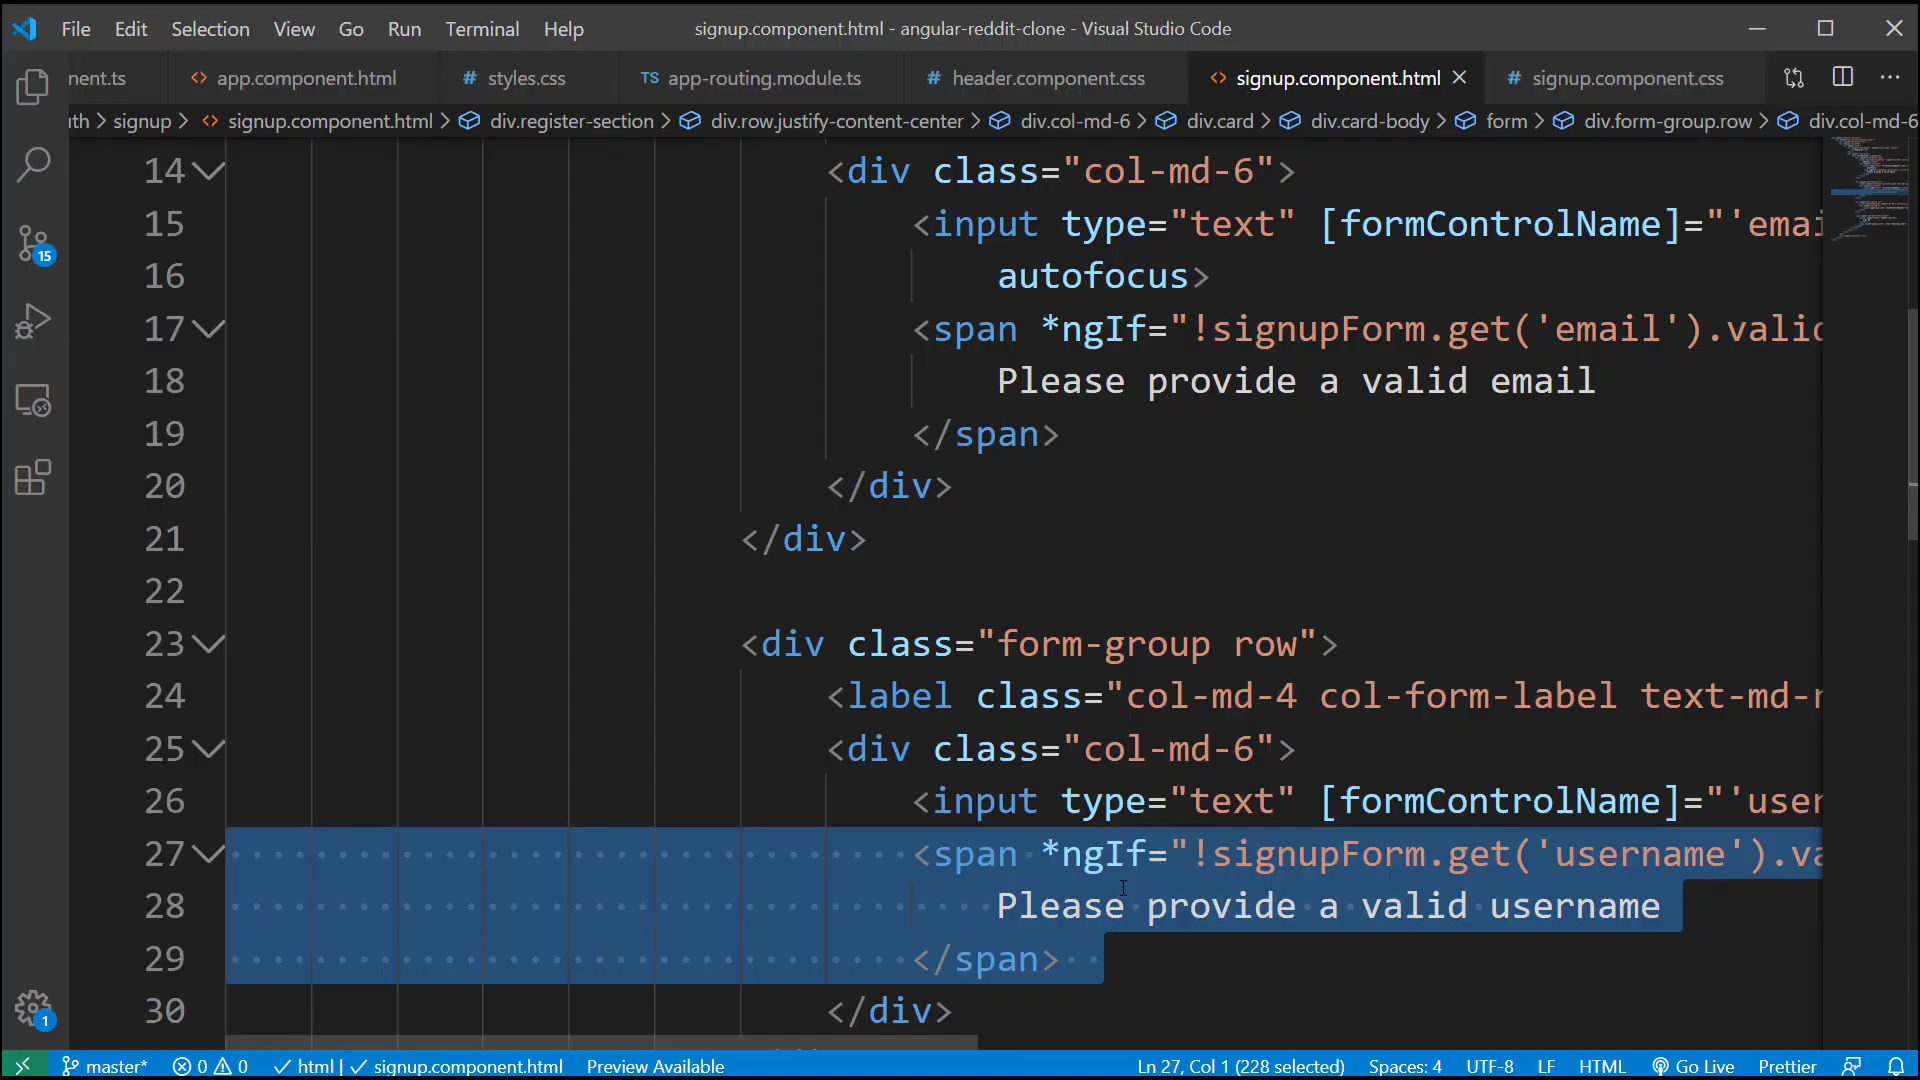 File Edit Selection View Go Run Terminal Help signup.component.html - angular-reddit-clone - Visual Studio Code
nent.ts <> app.component.html # styles.css TS app-routing.module.ts # header.component.css <> signup.component.html # signup.component.css
uth > signup > <> signup.component.html > div.register-section > div.row.justify-content-center > div.col-md-6 > div.card > div.card-body > form > div.form-group.row > div.col-md-6
14 <div class="col-md-6">
15 <input type="text" [formControlName]="'emai
16 autofocus>
17 <span *ngIf="!signupForm.get('email').valid
18 Please provide a valid email
19 </span>
20 </div>
21 </div>
22
23 <div class="form-group row">
24 <label class="col-md-4 col-form-label text-md-r
25 <div class="col-md-6">
26 <input type="text" [formControlName]="'user
27 <span *ngIf="!signupForm.get('username').va
28 Please provide a valid username
29 </span>
30 </div>
15
1
master* 0 0 html | signup.component.html Preview Available Ln 27, Col 1 (228 selected) Spaces: 4 UTF-8 LF HTML Go Live Prettier